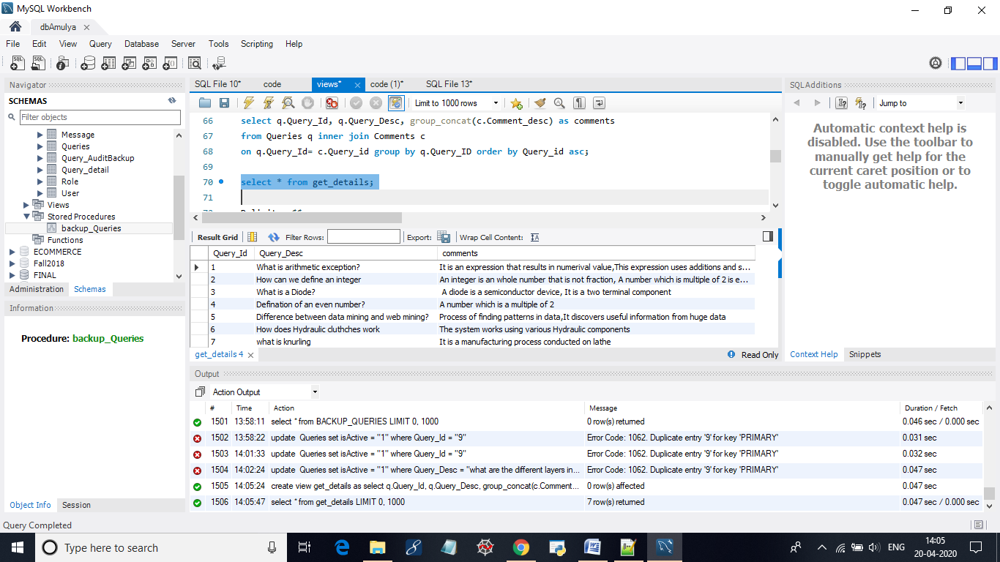 MySQL Workbench
dbAmulya
File Edit View Query Database Server Tools Scripting Help
Navigator
SCHEMAS
Filter objects
Message
Queries
Query_AuditBackup
Query_detail
Role
User
Views
Stored Procedures
backup_Queries
Functions
ECOMMERCE
Fall2018
FINAL
Administration Schemas
Information
Procedure: backup_Queries
Object Info Session
SQL File 10* code views* code (1)* SQL File 13*
Limit to 1000 rows
66 select q.Query_Id, q.Query_Desc, group_concat(c.Comment_desc) as comments
67 from Queries q inner join Comments c
68 on q.Query_Id= c.Query_id group by q.Query_ID order by Query_id asc;
69
70 select * from get_details;
71
Result Grid Filter Rows: Export: Wrap Cell Content:
Query_Id Query_Desc comments
1 What is arithmetic exception? It is an expression that results in numerival value,This expression uses additions and s...
2 How can we define an integer An integer is an whole number that is not fraction, A number which is multiple of 2 is e...
3 What is a Diode? A diode is a semiconductor device, It is a two terminal component
4 Defination of an even number? A number which is a multiple of 2
5 Difference between data mining and web mining? Process of finding patterns in data,It discovers useful information from huge data
6 How does Hydraulic cluthches work The system works using various Hydraulic components
7 what is knurling It is a manufacturing process conducted on lathe
get_details 4 Read Only
SQLAdditions
Jump to
Automatic context help is
disabled. Use the toolbar to
manually get help for the
current caret position or to
toggle automatic help.
Context Help Snippets
Output
Action Output
# Time Action Message Duration / Fetch
1501 13:58:11 select * from BACKUP_QUERIES LIMIT 0, 1000 0 row(s) returned 0.046 sec / 0.000 sec
1502 13:58:22 update Queries set isActive = "1" where Query_Id = "9" Error Code: 1062. Duplicate entry '9' for key 'PRIMARY' 0.031 sec
1503 14:01:33 update Queries set isActive = "1" where Query_Id = "9" Error Code: 1062. Duplicate entry '9' for key 'PRIMARY' 0.032 sec
1504 14:02:24 update Queries set isActive = "1" where Query_Desc = "what are the different layers in... Error Code: 1062. Duplicate entry '9' for key 'PRIMARY' 0.047 sec
1505 14:05:24 create view get_details as select q.Query_Id, q.Query_Desc, group_concat(c.Comment... 0 row(s) affected 0.047 sec
1506 14:05:47 select * from get_details LIMIT 0, 1000 7 row(s) returned 0.047 sec / 0.000 sec
Query Completed
Type here to search
ENG
14:05
20-04-2020